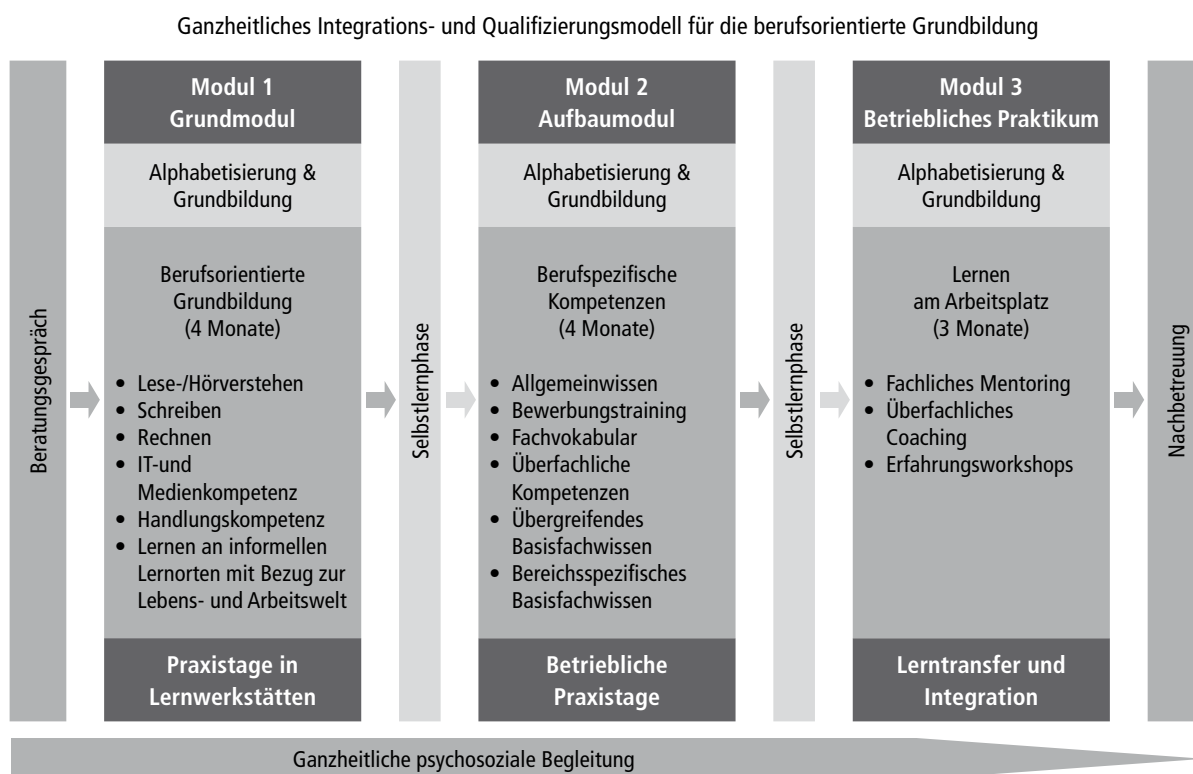 Ganzheitliches Integrations- und Qualifizierungsmodell für die berufsorientierte Grundbildung
Beratungsgespräch
Modul 1
Grundmodul
Alphabetisierung &
Grundbildung
Berufsorientierte
Grundbildung
(4 Monate)
• Lese-/Hörverstehen
• Schreiben
• Rechnen
• IT-und
Medienkompetenz
• Handlungskompetenz
• Lernen an informellen
Lernorten mit Bezug zur
Lebens- und Arbeitswelt
Praxistage in
Lernwerkstätten
Selbstlernphase
Modul 2
Aufbaumodul
Alphabetisierung &
Grundbildung
Berufspezifische
Kompetenzen
(4 Monate)
• Allgemeinwissen
• Bewerbungstraining
• Fachvokabular
• Überfachliche
Kompetenzen
• Übergreifendes
Basisfachwissen
• Bereichsspezifisches
Basisfachwissen
Betriebliche
Praxistage
Selbstlernphase
Modul 3
Betriebliches Praktikum
Alphabetisierung &
Grundbildung
Lernen
am Arbeitsplatz
(3 Monate)
• Fachliches Mentoring
• Überfachliches
Coaching
• Erfahrungsworkshops
Lerntransfer und
Integration
Nachbetreuung
Ganzheitliche psychosoziale Begleitung